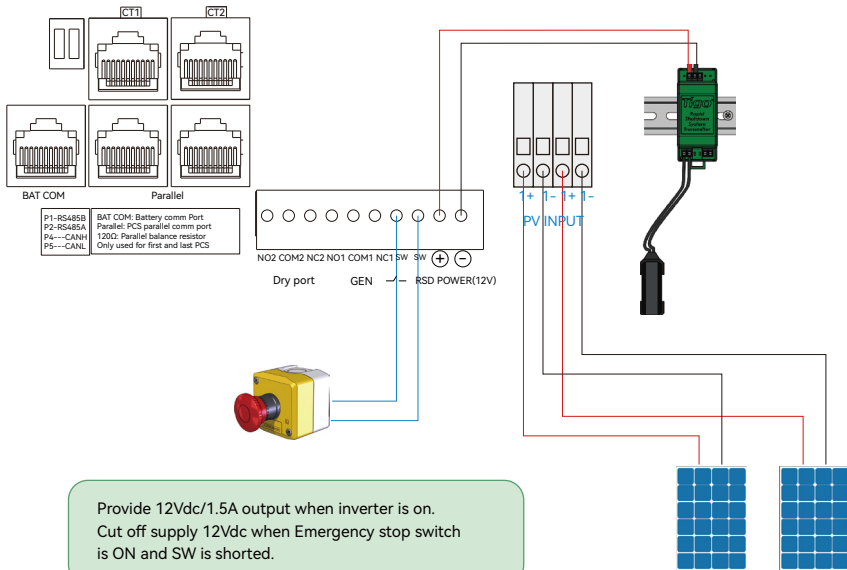 CT1
CT2
BAT COM
Parallel
P1-RS485B
P2-RS485A
P4---CANH
P5---CANL
BAT COM: Battery comm Port
Parallel: PCS parallel comm port
120Ω: Parallel balance resistor
Only used for first and last PCS
NO2 COM2 NC2 NO1 COM1 NC1 SW SW + −
Dry port
GEN
RSD POWER(12V)
1+ 1- 1+ 1-
PV INPUT
Tigo
Rapid
Shutdown
System
Transmitter
Provide 12Vdc/1.5A output when inverter is on.
Cut off supply 12Vdc when Emergency stop switch
is ON and SW is shorted.